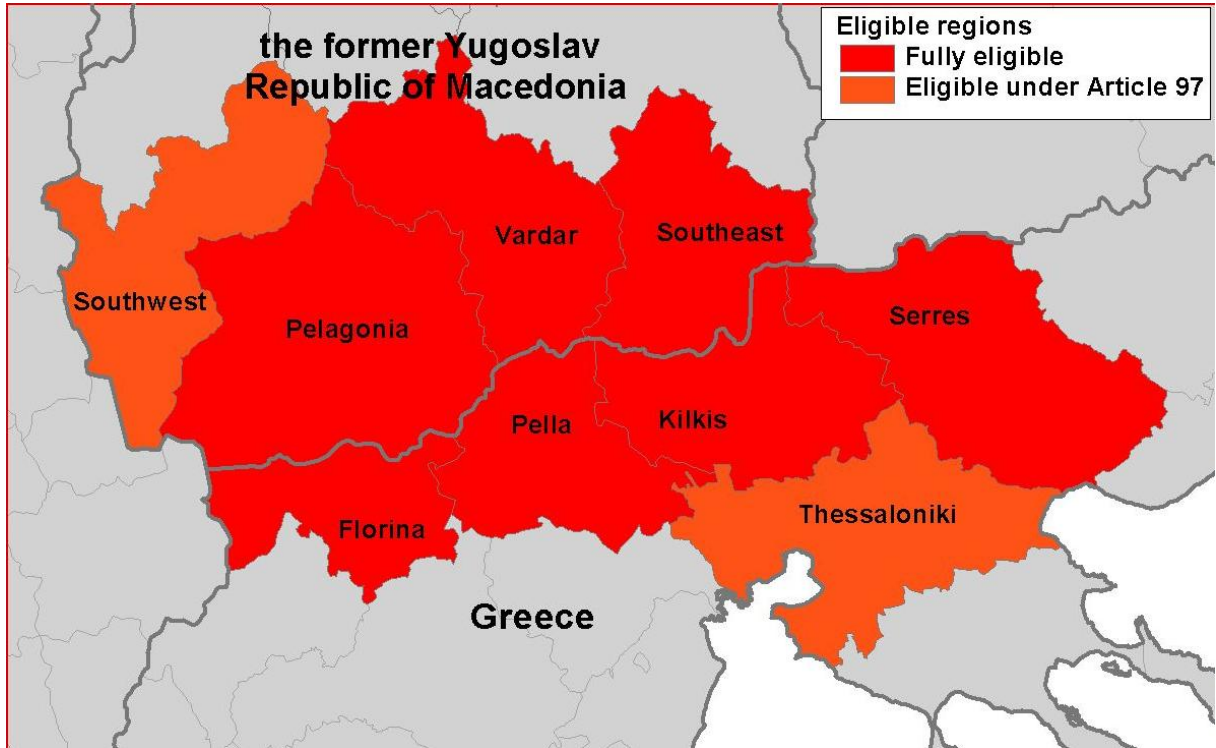 the former Yugoslav
Republic of Macedonia
Eligible regions
Fully eligible
Eligible under Article 97
Vardar
Southeast
Southwest
Pelagonia
Serres
Pella
Kilkis
Florina
Thessaloniki
Greece